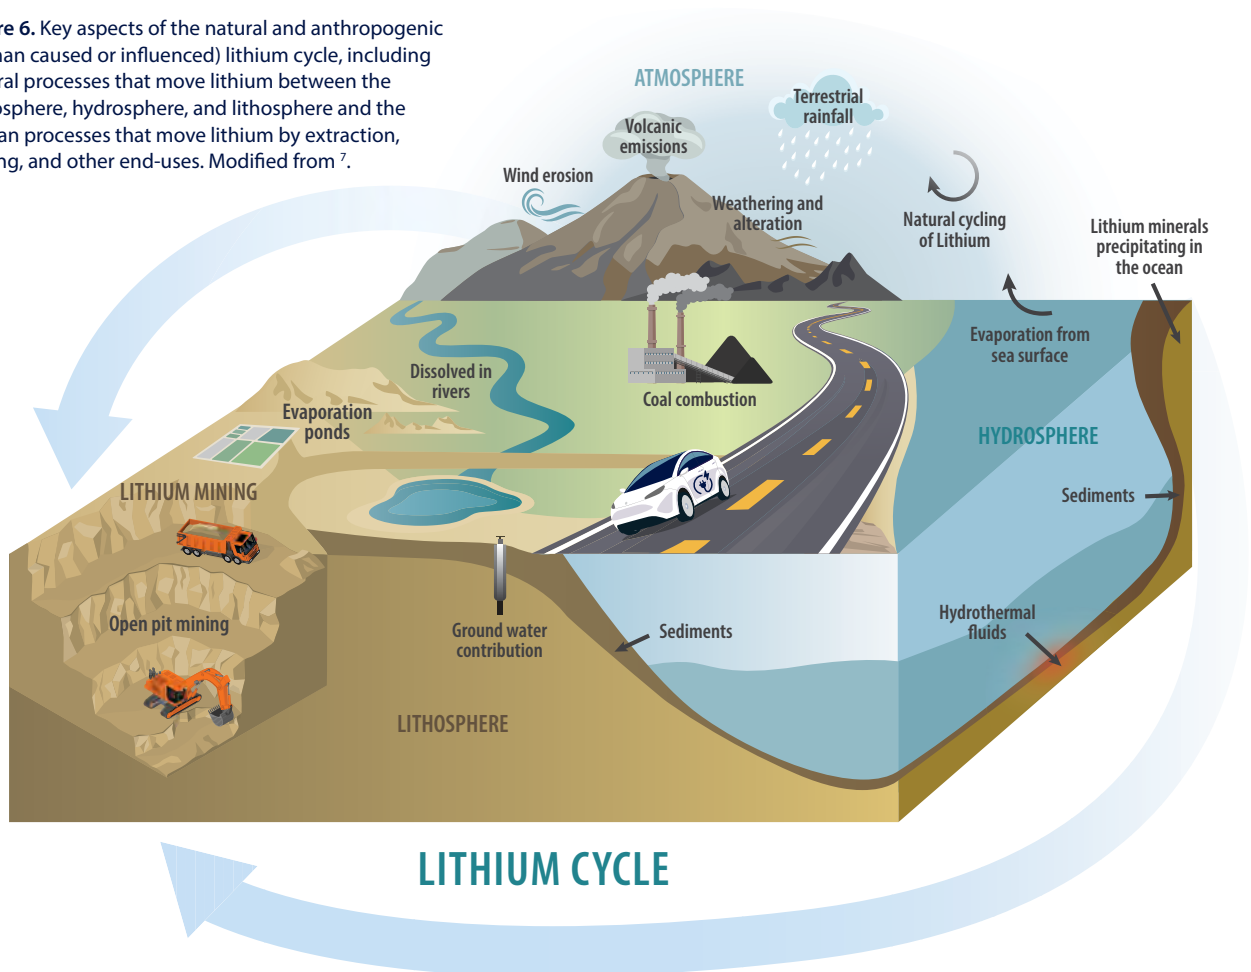 re 6. Key aspects of the natural and anthropogenic
an caused or influenced) lithium cycle, including
ral processes that move lithium between the
osphere, hydrosphere, and lithosphere and the
an processes that move lithium by extraction,
ng, and other end-uses. Modified from ⁷.
ATMOSPHERE
Terrestrial
rainfall
Volcanic
emissions
Wind erosion
Weathering and
alteration
Natural cycling
of Lithium
Lithium minerals
precipitating in
the ocean
Evaporation from
sea surface
Dissolved in
rivers
Coal combustion
Evaporation
ponds
HYDROSPHERE
LITHIUM MINING
Sediments
Open pit mining
Ground water
contribution
Sediments
Hydrothermal
fluids
LITHOSPHERE
LITHIUM CYCLE